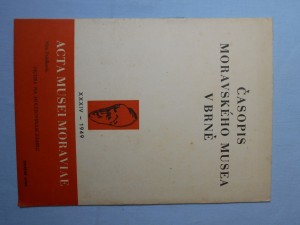 ČASOPIS
MORAVSKÉHO MUSEA
V BRNĚ
XXXIV – 1949
ACTA MUSEI MORAVIAE